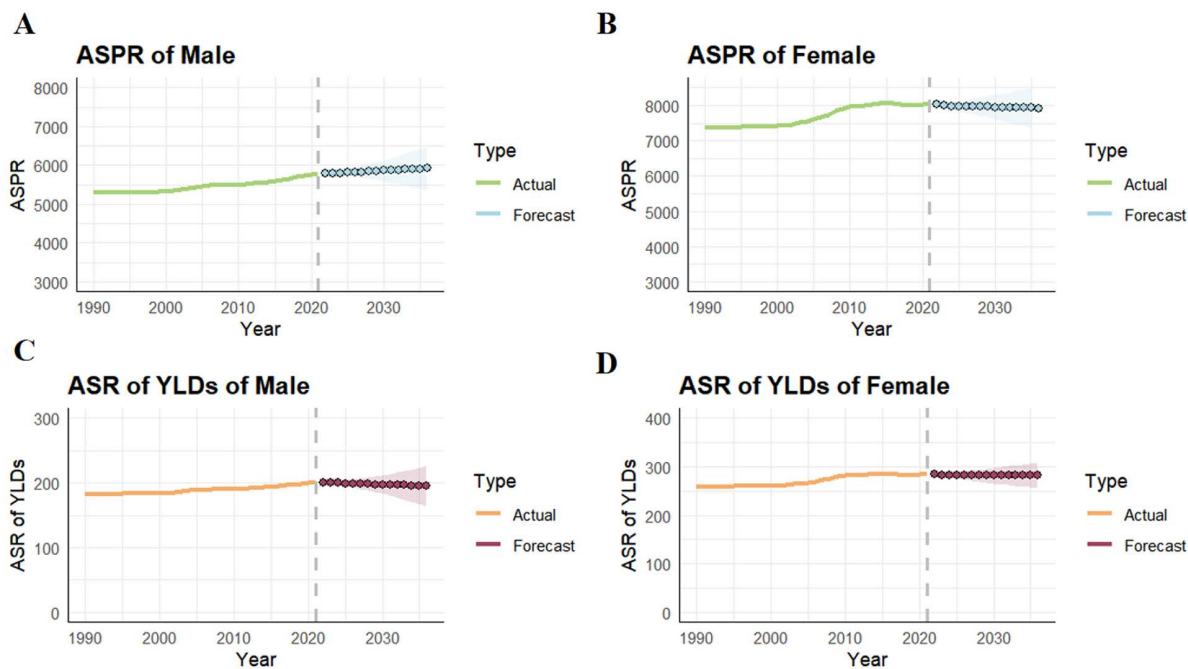 A
ASPR of Male
8000
7000
6000
5000
4000
3000
ASPR
1990
2000
2010
2020
2030
Year
Type
Actual
Forecast
B
ASPR of Female
8000
7000
6000
5000
4000
3000
ASPR
1990
2000
2010
2020
2030
Year
Type
Actual
Forecast
C
ASR of YLDs of Male
300
200
100
0
ASR of YLDs
1990
2000
2010
2020
2030
Year
Type
Actual
Forecast
D
ASR of YLDs of Female
400
300
200
100
0
ASR of YLDs
1990
2000
2010
2020
2030
Year
Type
Actual
Forecast